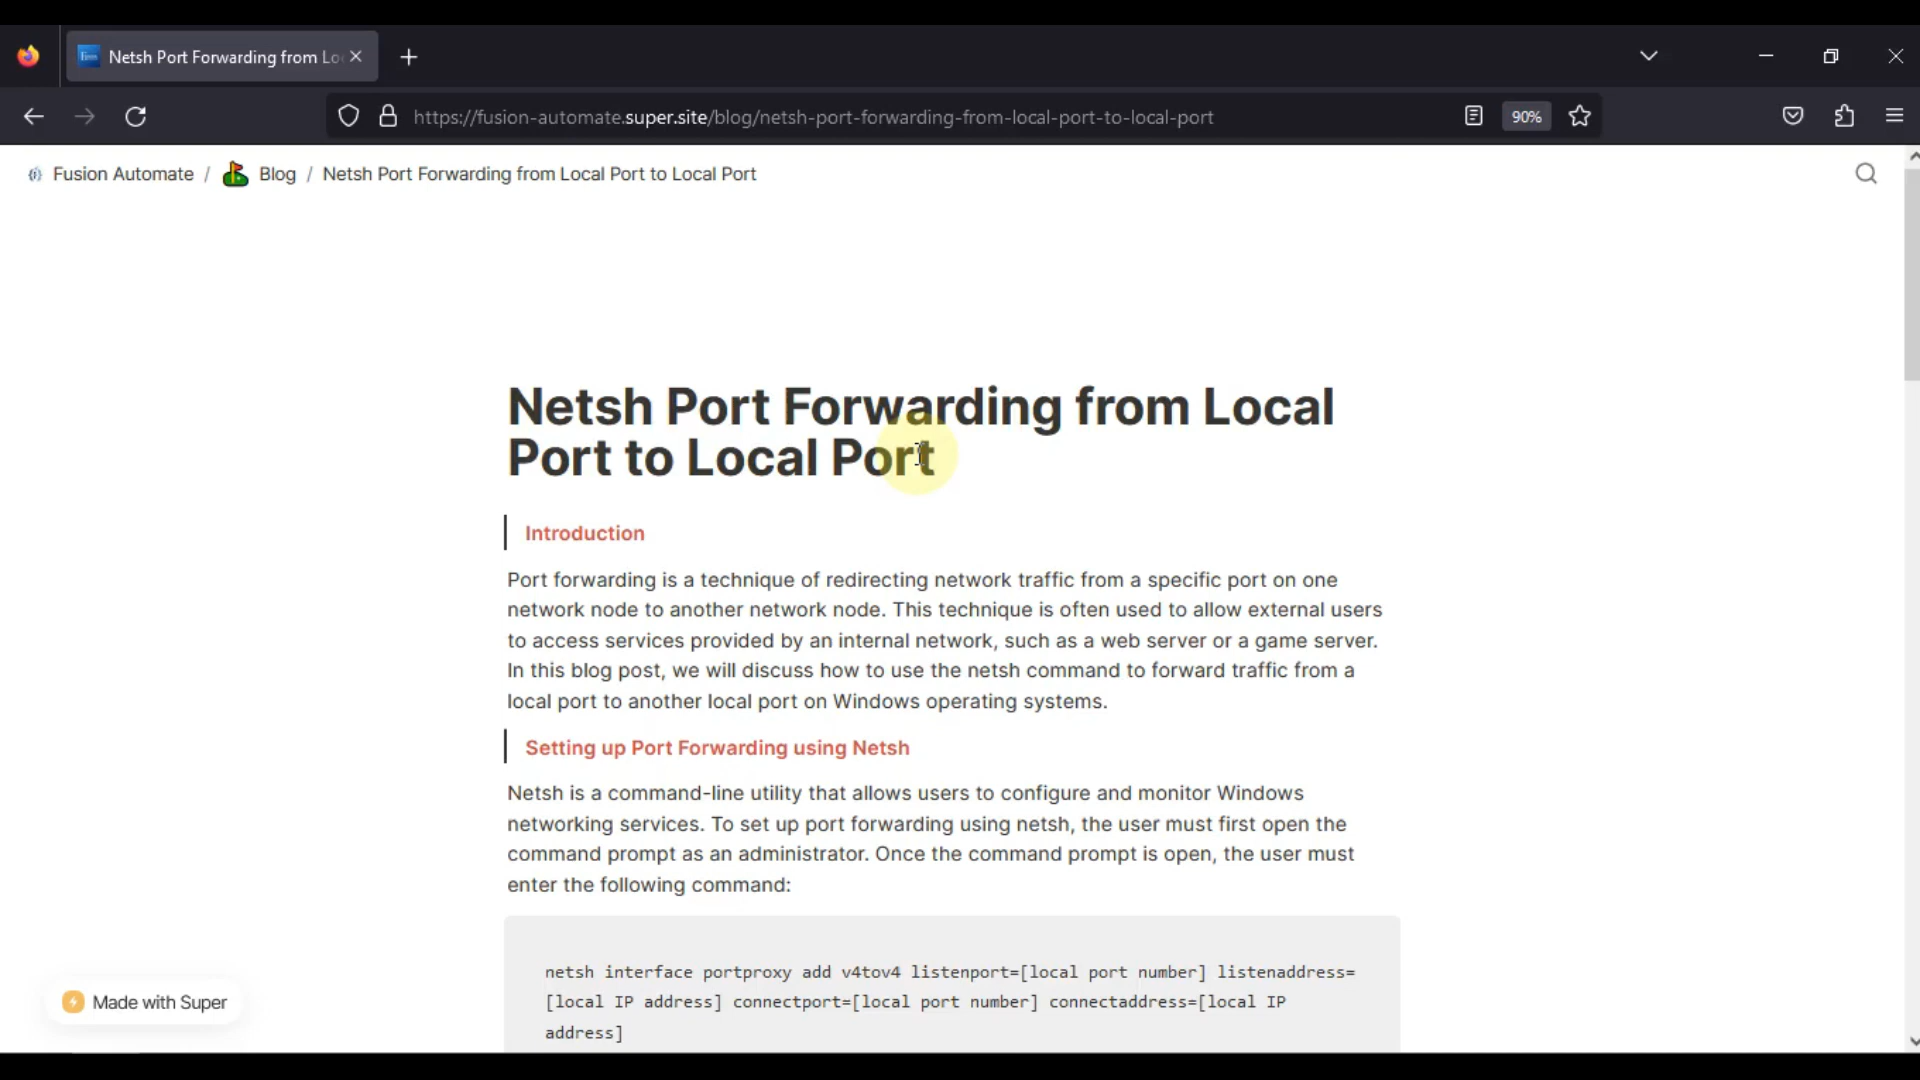 Netsh Port Forwarding from Lo
https://fusion-automate.super.site/blog/netsh-port-forwarding-from-local-port-to-local-port
90%
Fusion Automate / Blog / Netsh Port Forwarding from Local Port to Local Port
Netsh Port Forwarding from Local
Port to Local Port
Introduction
Port forwarding is a technique of redirecting network traffic from a specific port on one
network node to another network node. This technique is often used to allow external users
to access services provided by an internal network, such as a web server or a game server.
In this blog post, we will discuss how to use the netsh command to forward traffic from a
local port to another local port on Windows operating systems.
Setting up Port Forwarding using Netsh
Netsh is a command-line utility that allows users to configure and monitor Windows
networking services. To set up port forwarding using netsh, the user must first open the
command prompt as an administrator. Once the command prompt is open, the user must
enter the following command:
netsh interface portproxy add v4tov4 listenport=[local port number] listenaddress=
[local IP address] connectport=[local port number] connectaddress=[local IP
address]
Made with Super